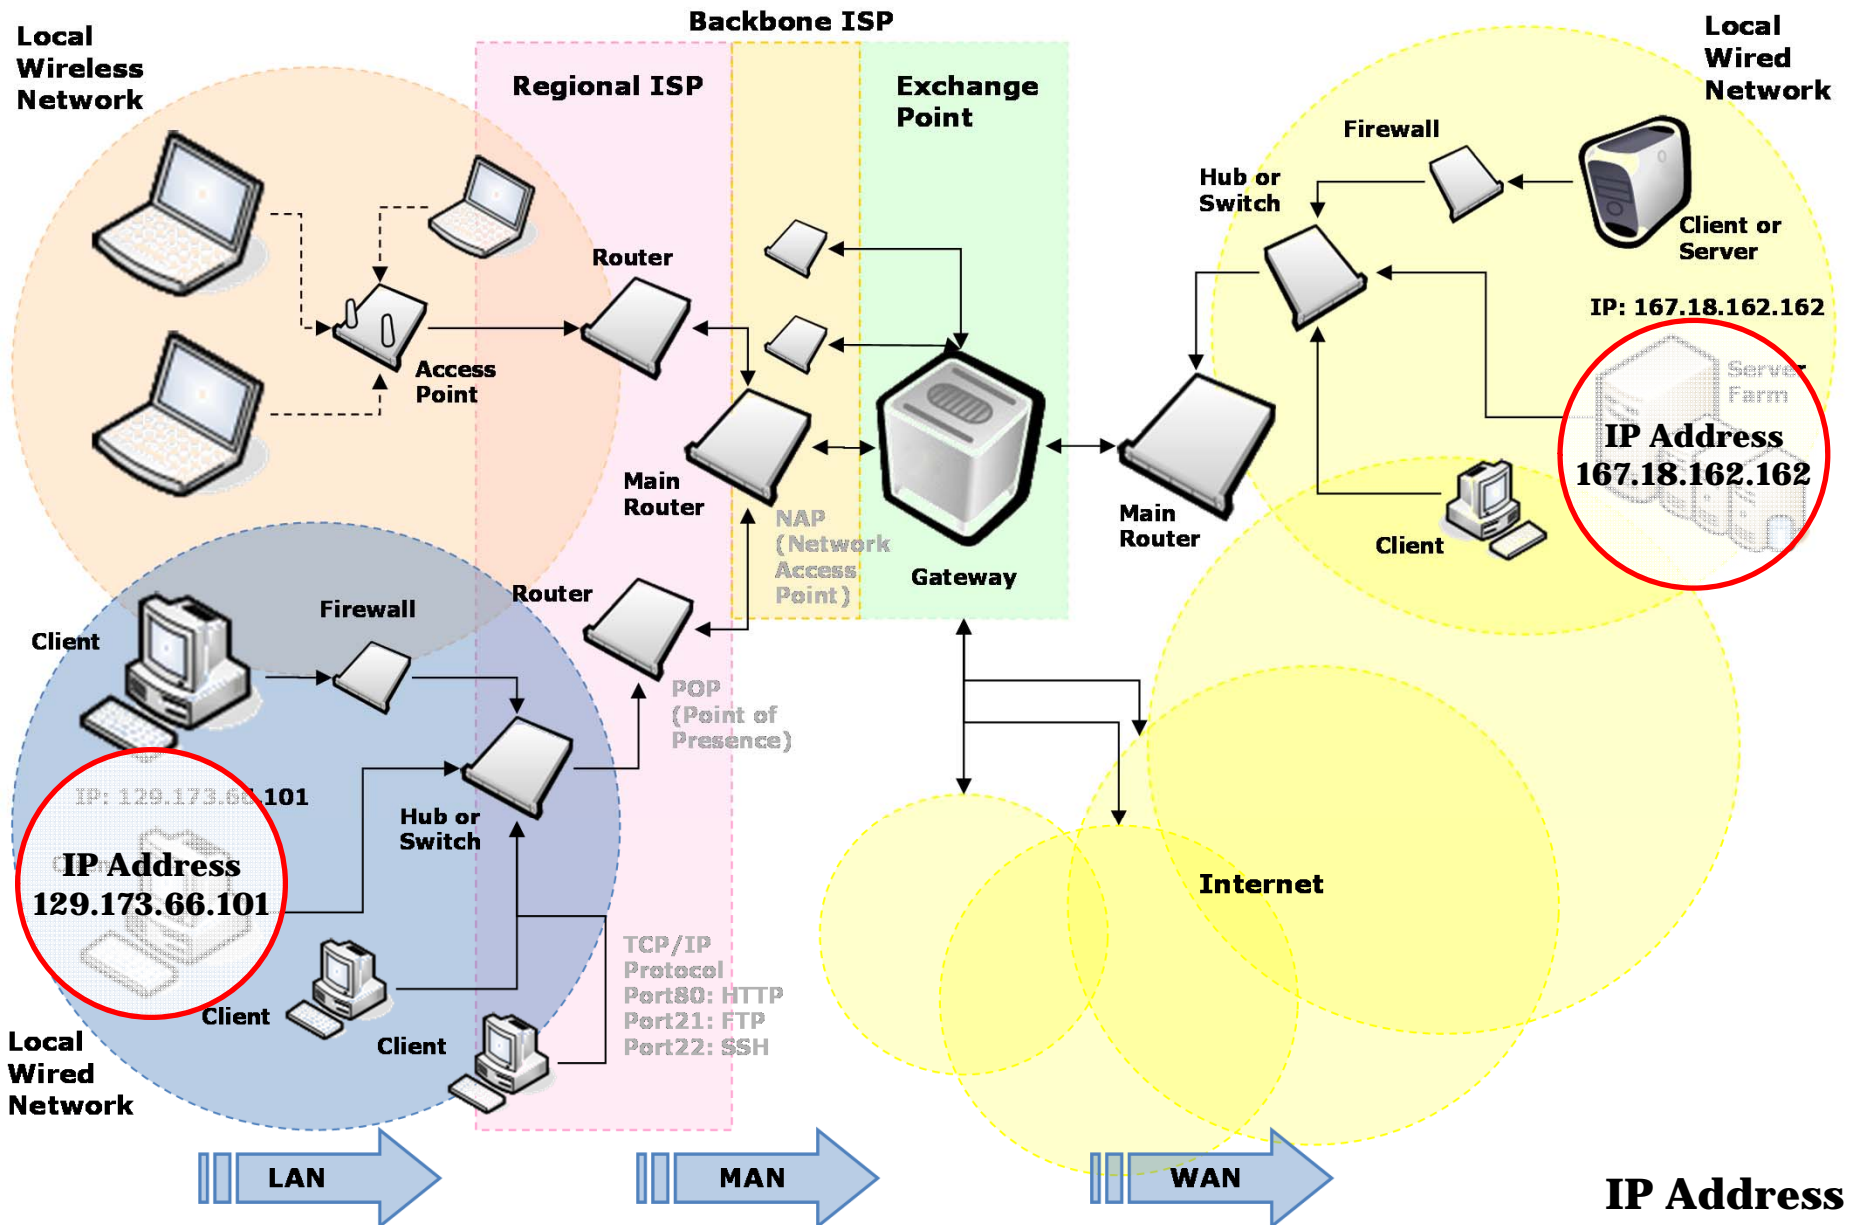 Backbone ISP
Local
Wireless
Network
Regional ISP
Exchange
Point
Local
Wired
Network
Firewall
Hub or
Switch
Client or
Server
Router
IP: 167.18.162.162
Server
Farm
IP Address
167.18.162.162
Access
Point
Main
Router
NAP
(Network
Access
Point)
Gateway
Main
Router
Client
Client
Firewall
Router
POP
(Point of
Presence)
IP: 129.173.66.101
Hub or
Switch
IP Address
129.173.66.101
Internet
TCP/IP
Protocol
Port80: HTTP
Port21: FTP
Port22: SSH
Client
Client
Local
Wired
Network
LAN
MAN
WAN
IP Address